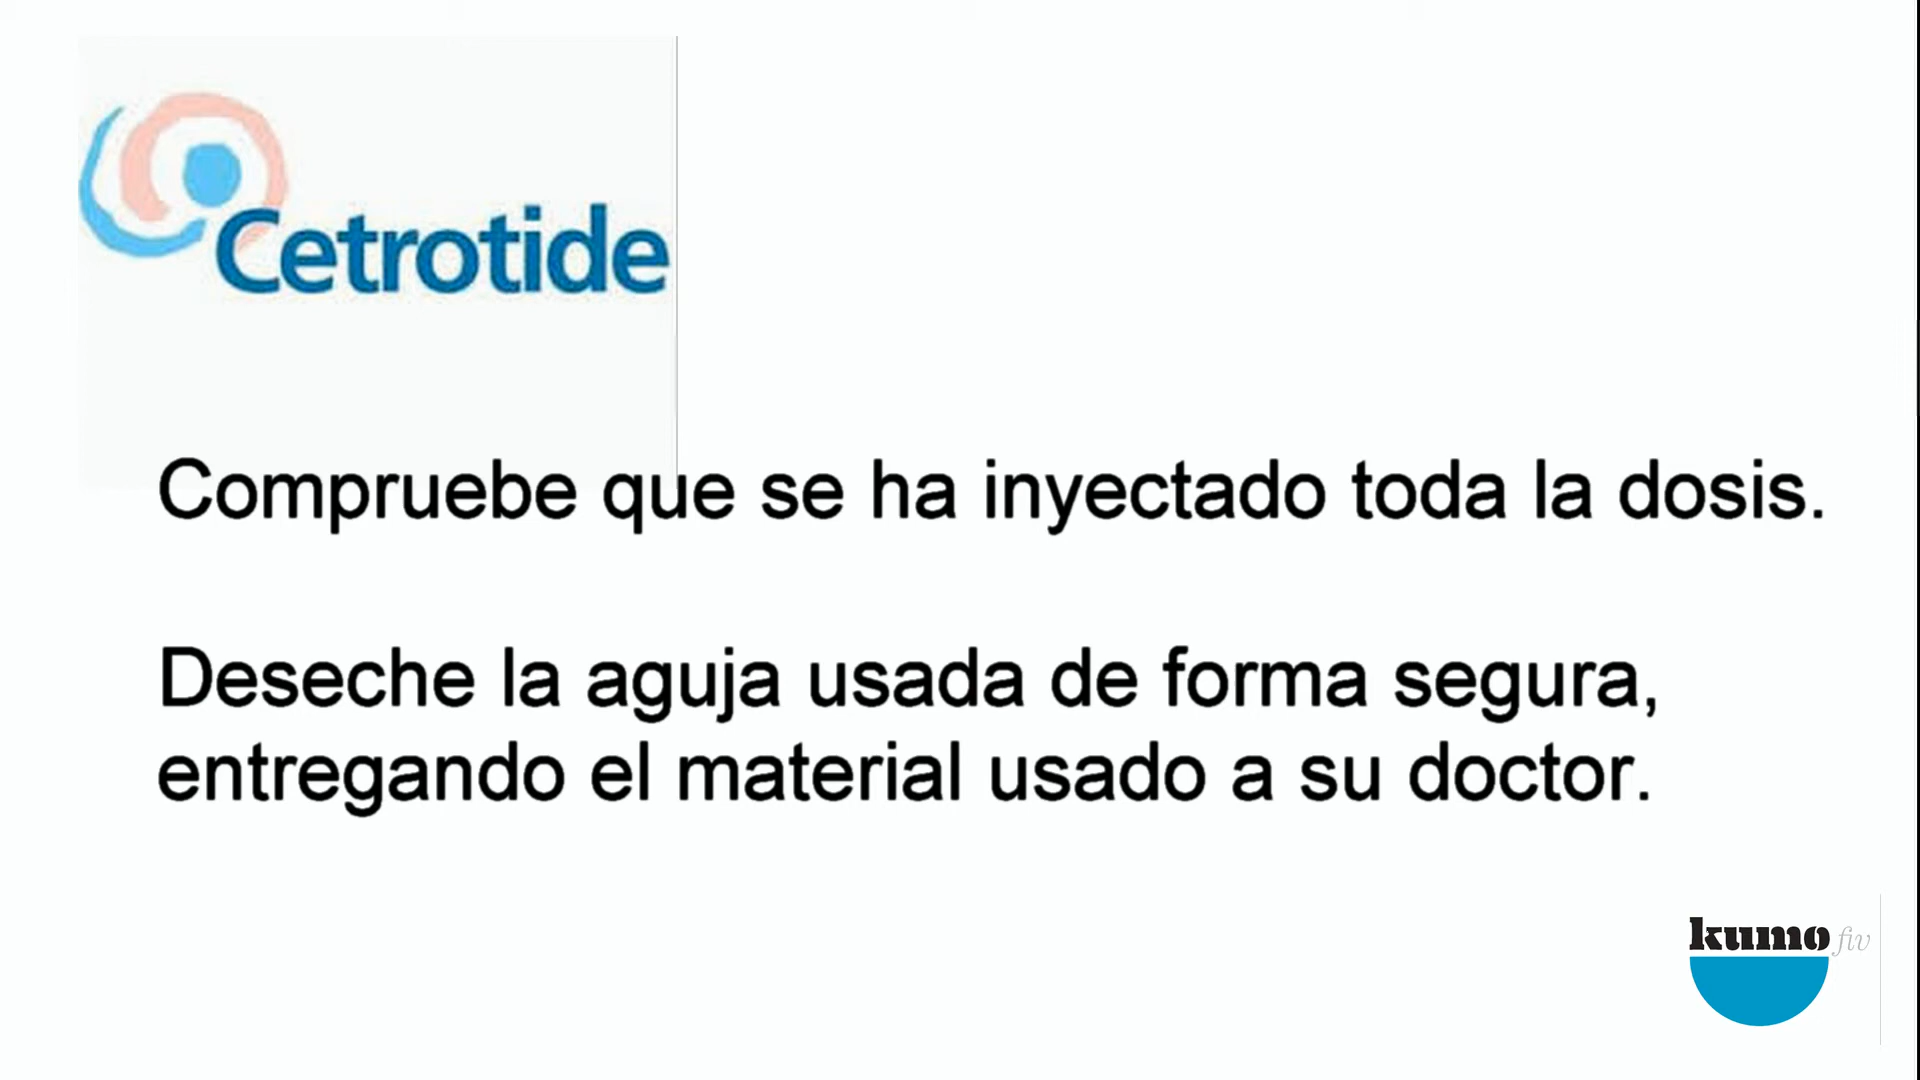 Cetrotide
Compruebe que se ha inyectado toda la dosis.
Deseche la aguja usada de forma segura,
entregando el material usado a su doctor.
kumo fiv